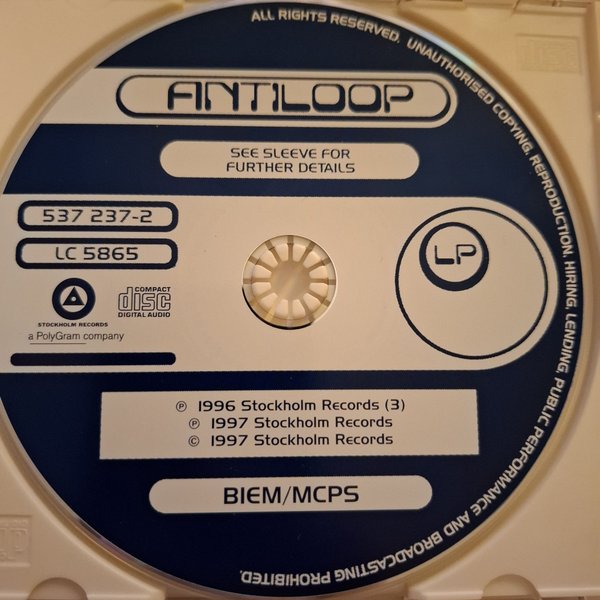 ALL RIGHTS RESERVED. UNAUTHORISED COPYING, REPRODUCTION, HIRING, LENDING, PUBLIC PERFORMANCE AND BROADCASTING PROHIBITED.
ANTILOOP
SEE SLEEVE FOR
FURTHER DETAILS
537 237-2
LC 5865
LP
COMPACT
disc
DIGITAL AUDIO
STOCKHOLM RECORDS
a PolyGram company
℗ 1996 Stockholm Records (3)
℗ 1997 Stockholm Records
© 1997 Stockholm Records
BIEM/MCPS